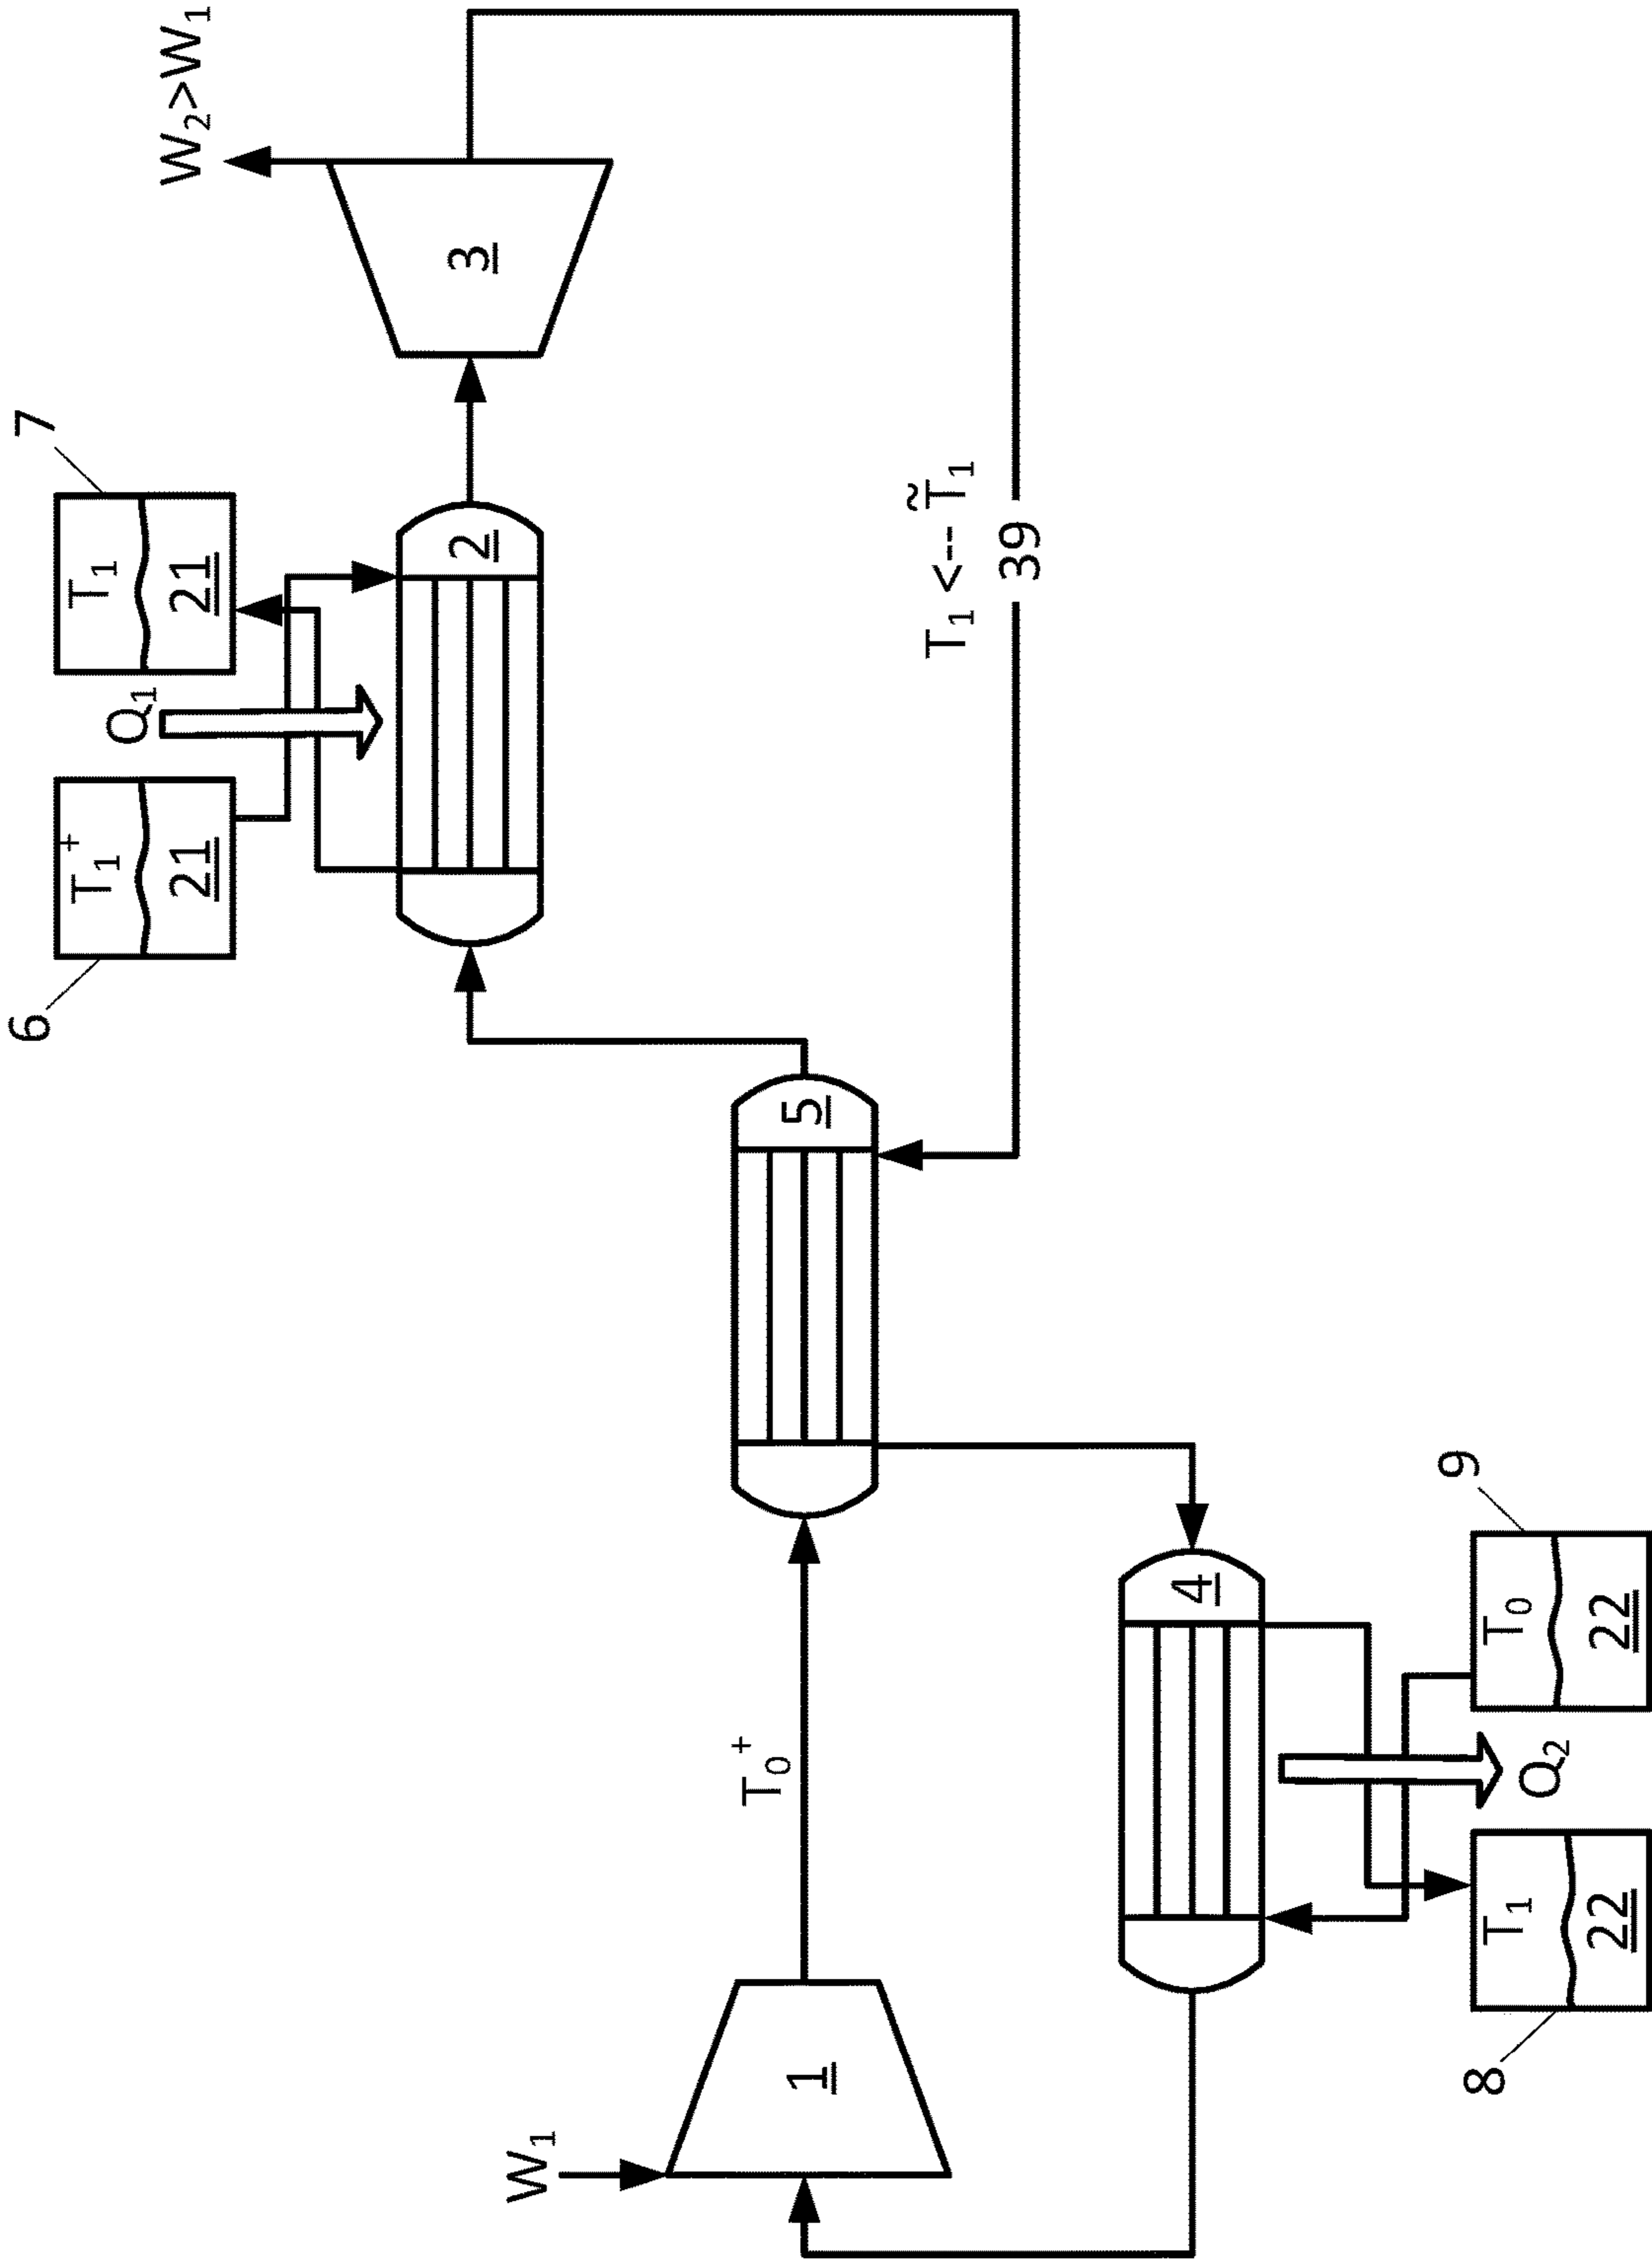 W₂>W₁
7
T₁
21
Q₁
T₁⁺
21
6
2
3
T₁ <-- T̃₁
39
5
T₀⁺
W₁
1
4
9
T₀
22
Q₂
T₁
22
8